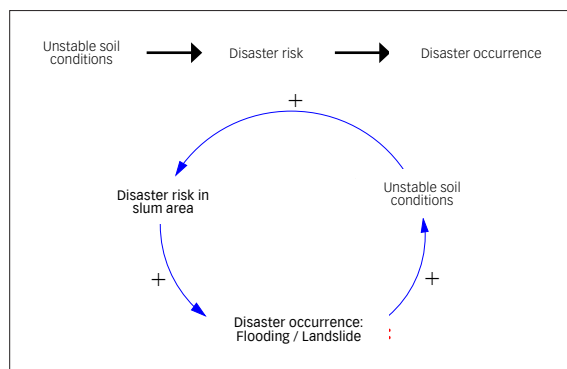 Unstable soil
conditions
Disaster risk
Disaster occurrence
+
Disaster risk in
slum area
Unstable soil
conditions
+
+
Disaster occurrence:
Flooding / Landslide